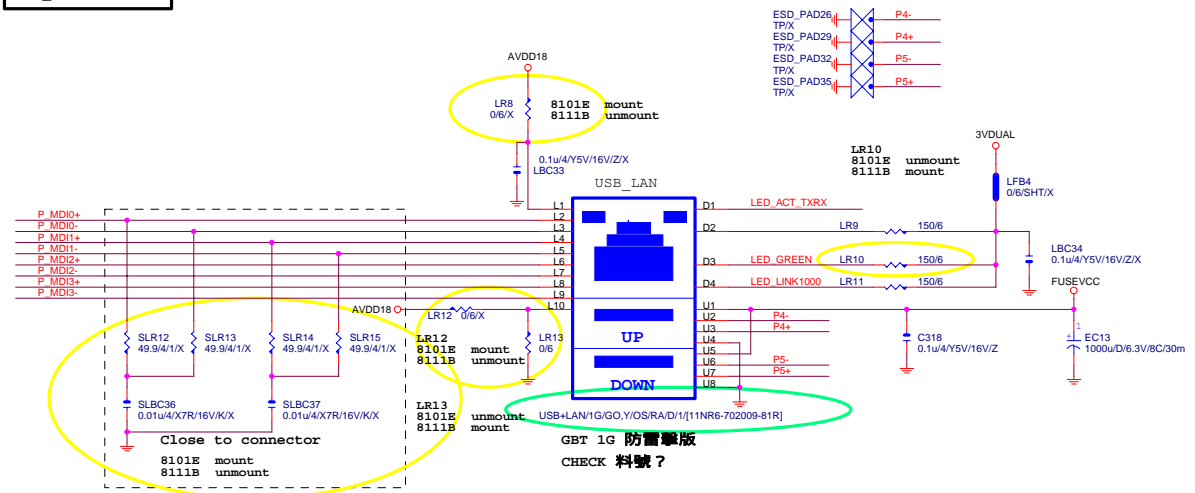 ESD_PAD26 P4-
TP/X
ESD_PAD29 P4+
TP/X
ESD_PAD32 P5-
TP/X
ESD_PAD35 P5+
TP/X
AVDD18
LR8
0/6/X
8101E mount
8111B unmount
0.1u/4/Y5V/16V/Z/X
LBC33
3VDUAL
LR10
8101E unmount
8111B mount
LFB4
0/6/SHT/X
USB_LAN
P_MDI0+
P_MDI0-
P_MDI1+
P_MDI1-
P_MDI2+
P_MDI2-
P_MDI3+
P_MDI3-
L1
L2
L3
L4
L5
L6
L7
L8
L9
L10
D1 LED_ACT_TXRX
D2 LR9 150/6
D3 LED_GREEN LR10 150/6
D4 LED_LINK1000 LR11 150/6
LBC34
0.1u/4/Y5V/16V/Z/X
FUSEVCC
U1
U2 P4-
U3 P4+
U4
U5
U6 P5-
U7 P5+
U8
UP
DOWN
C318
0.1u/4/Y5V/16V/Z
1
+
EC13
1000u/D/6.3V/8C/30m
AVDD18
LR12 0/6/X
LR13
0/6
SLR12
49.9/4/1/X
SLR13
49.9/4/1/X
SLR14
49.9/4/1/X
SLR15
49.9/4/1/X
LR12
8101E mount
8111B unmount
SLBC36
0.01u/4/X7R/16V/K/X
SLBC37
0.01u/4/X7R/16V/K/X
LR13
8101E unmount
8111B mount
Close to connector
8101E mount
8111B unmount
USB+LAN/1G/GO,Y/OS/RA/D/1/[11NR6-702009-81R]
GBT 1G 防雷擊版
CHECK 料號？